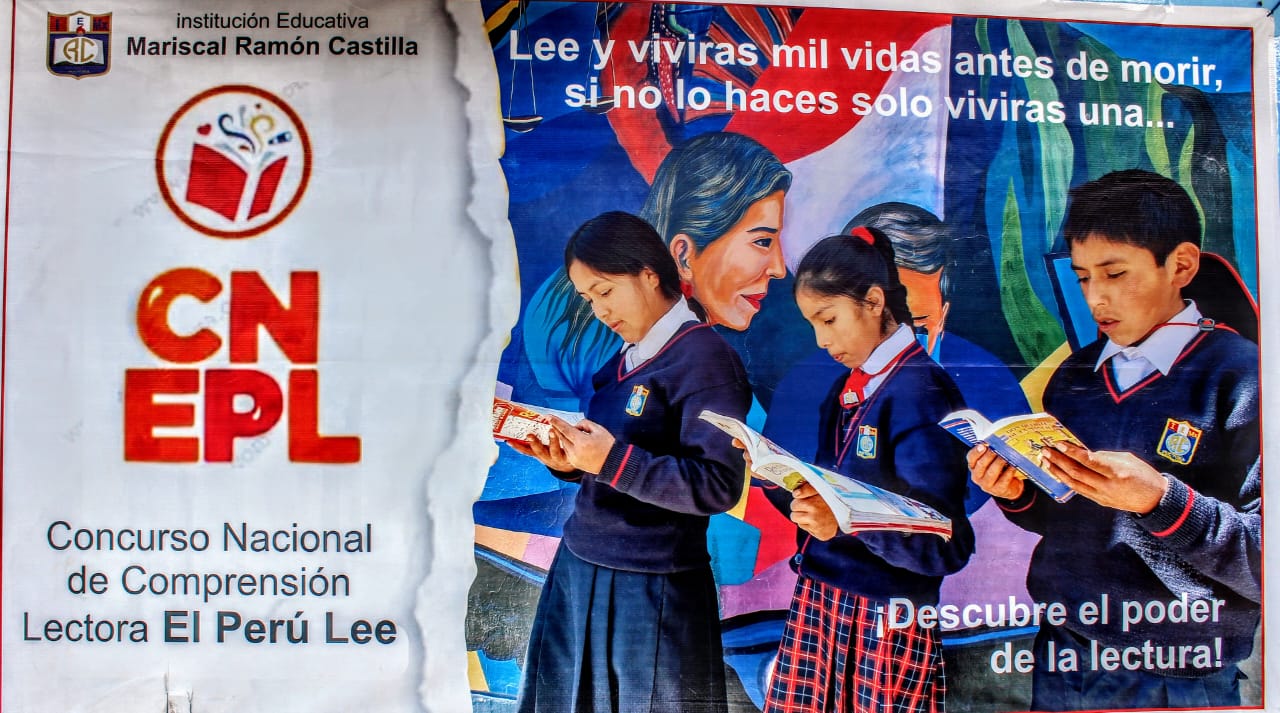 institución Educativa
Mariscal Ramón Castilla
CN
EPL
Concurso Nacional
de Comprensión
Lectora El Perú Lee
Lee y viviras mil vidas antes de morir,
si no lo haces solo viviras una...
¡Descubre el poder
de la lectura!